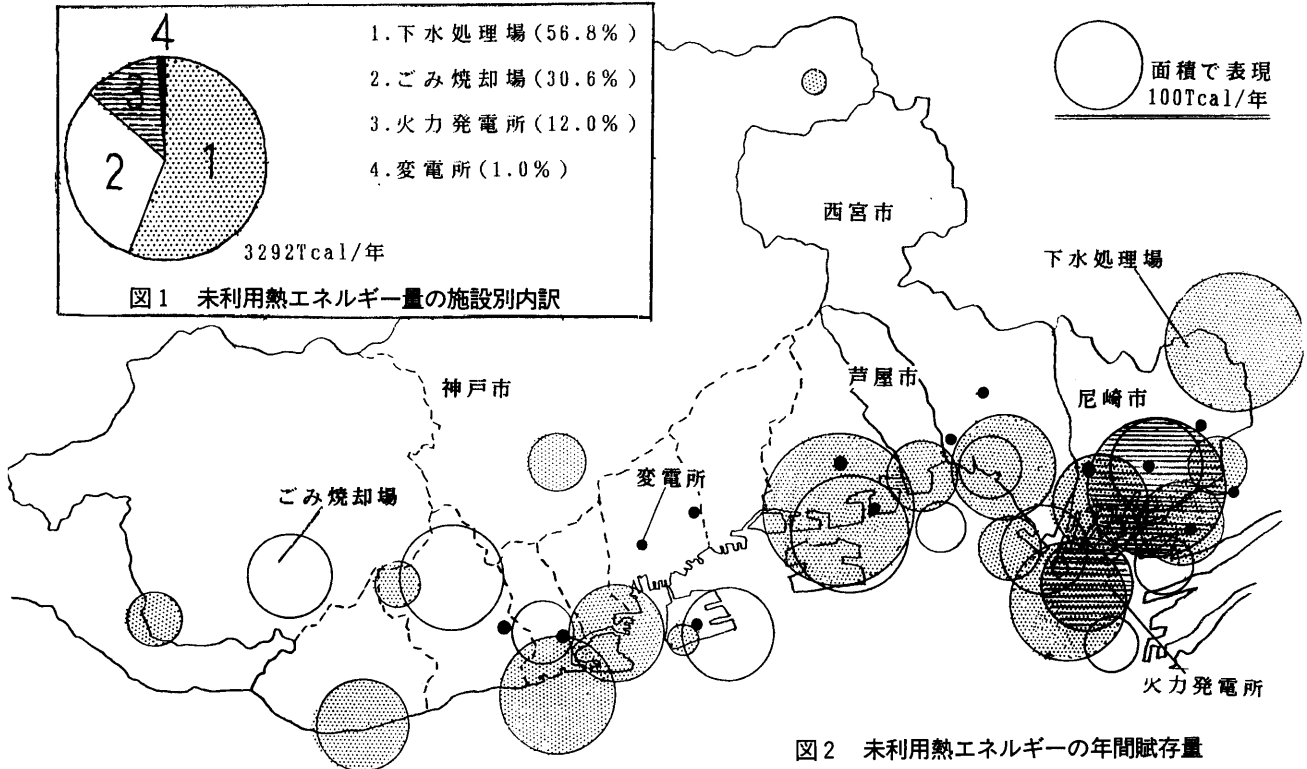 4
3
2
1
1.下水処理場(56.8%)
2.ごみ焼却場(30.6%)
3.火力発電所(12.0%)
4.変電所(1.0%)
3292Tcal/年
図1 未利用熱エネルギー量の施設別内訳
面積で表現
100Tcal/年
西宮市
下水処理場
芦屋市
尼崎市
神戸市
変電所
ごみ焼却場
火力発電所
図2 未利用熱エネルギーの年間賦存量